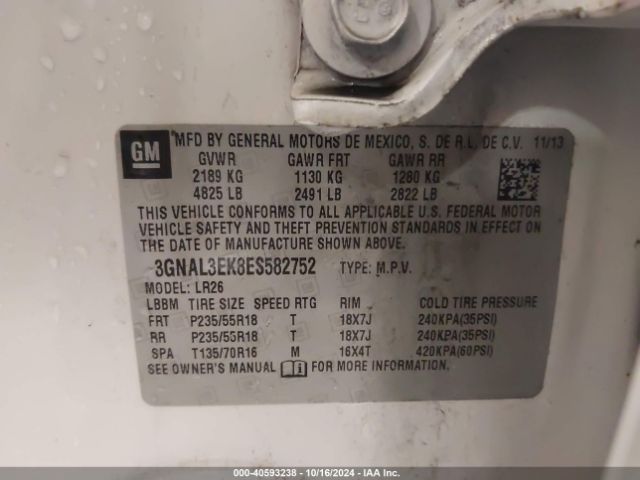 GM
MFD BY GENERAL MOTORS DE MEXICO, S. DE R.L. DE C.V. 11/13
GVWR GAWR FRT GAWR RR
2189 KG 1130 KG 1280 KG
4825 LB 2491 LB 2822 LB
THIS VEHICLE CONFORMS TO ALL APPLICABLE U.S. FEDERAL MOTOR
VEHICLE SAFETY AND THEFT PREVENTION STANDARDS IN EFFECT ON
THE DATE OF MANUFACTURE SHOWN ABOVE.
3GNAL3EK8ES582752 TYPE: M.P.V.
MODEL: LR26
LBBM TIRE SIZE SPEED RTG RIM COLD TIRE PRESSURE
FRT P235/55R18 T 18X7J 240KPA(35PSI)
RR P235/55R18 T 18X7J 240KPA(35PSI)
SPA T135/70R16 M 16X4T 420KPA(60PSI)
SEE OWNER'S MANUAL FOR MORE INFORMATION.
000-40593238 - 10/16/2024 - IAA Inc.